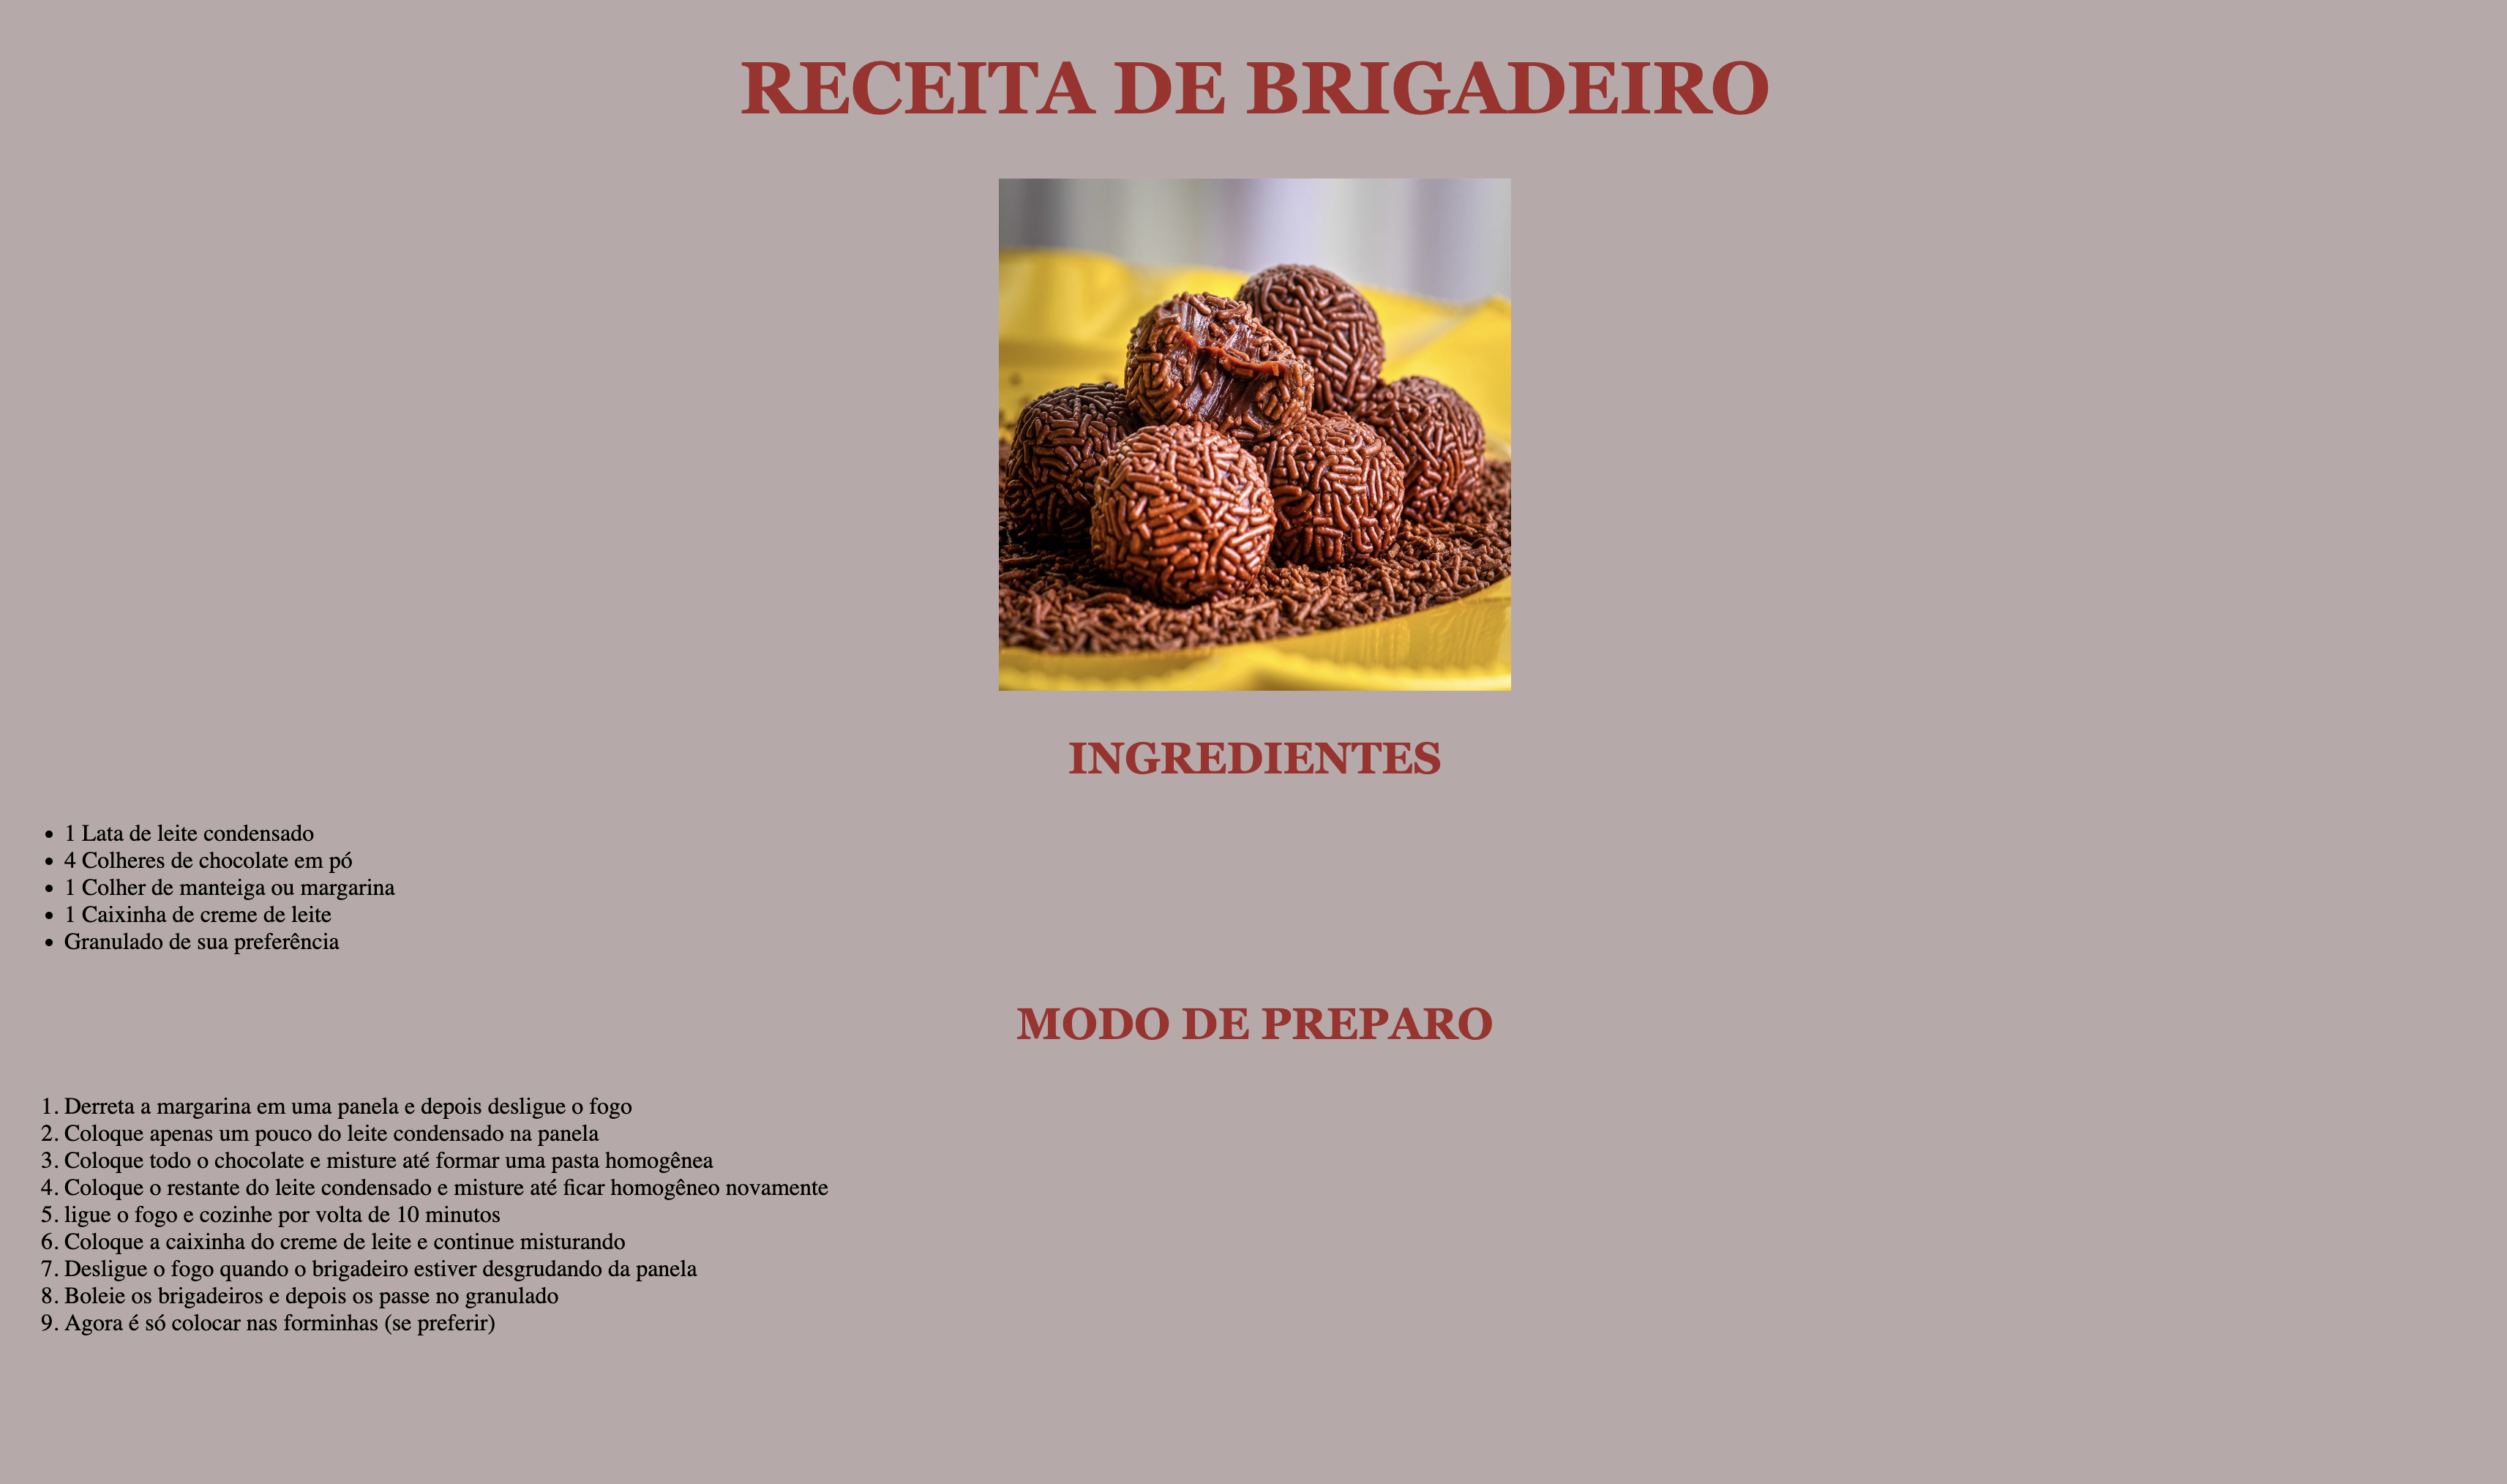 RECEITA DE BRIGADEIRO
INGREDIENTES
• 1 Lata de leite condensado
• 4 Colheres de chocolate em pó
• 1 Colher de manteiga ou margarina
• 1 Caixinha de creme de leite
• Granulado de sua preferência
MODO DE PREPARO
1. Derreta a margarina em uma panela e depois desligue o fogo
2. Coloque apenas um pouco do leite condensado na panela
3. Coloque todo o chocolate e misture até formar uma pasta homogênea
4. Coloque o restante do leite condensado e misture até ficar homogêneo novamente
5. ligue o fogo e cozinhe por volta de 10 minutos
6. Coloque a caixinha do creme de leite e continue misturando
7. Desligue o fogo quando o brigadeiro estiver desgrudando da panela
8. Boleie os brigadeiros e depois os passe no granulado
9. Agora é só colocar nas forminhas (se preferir)